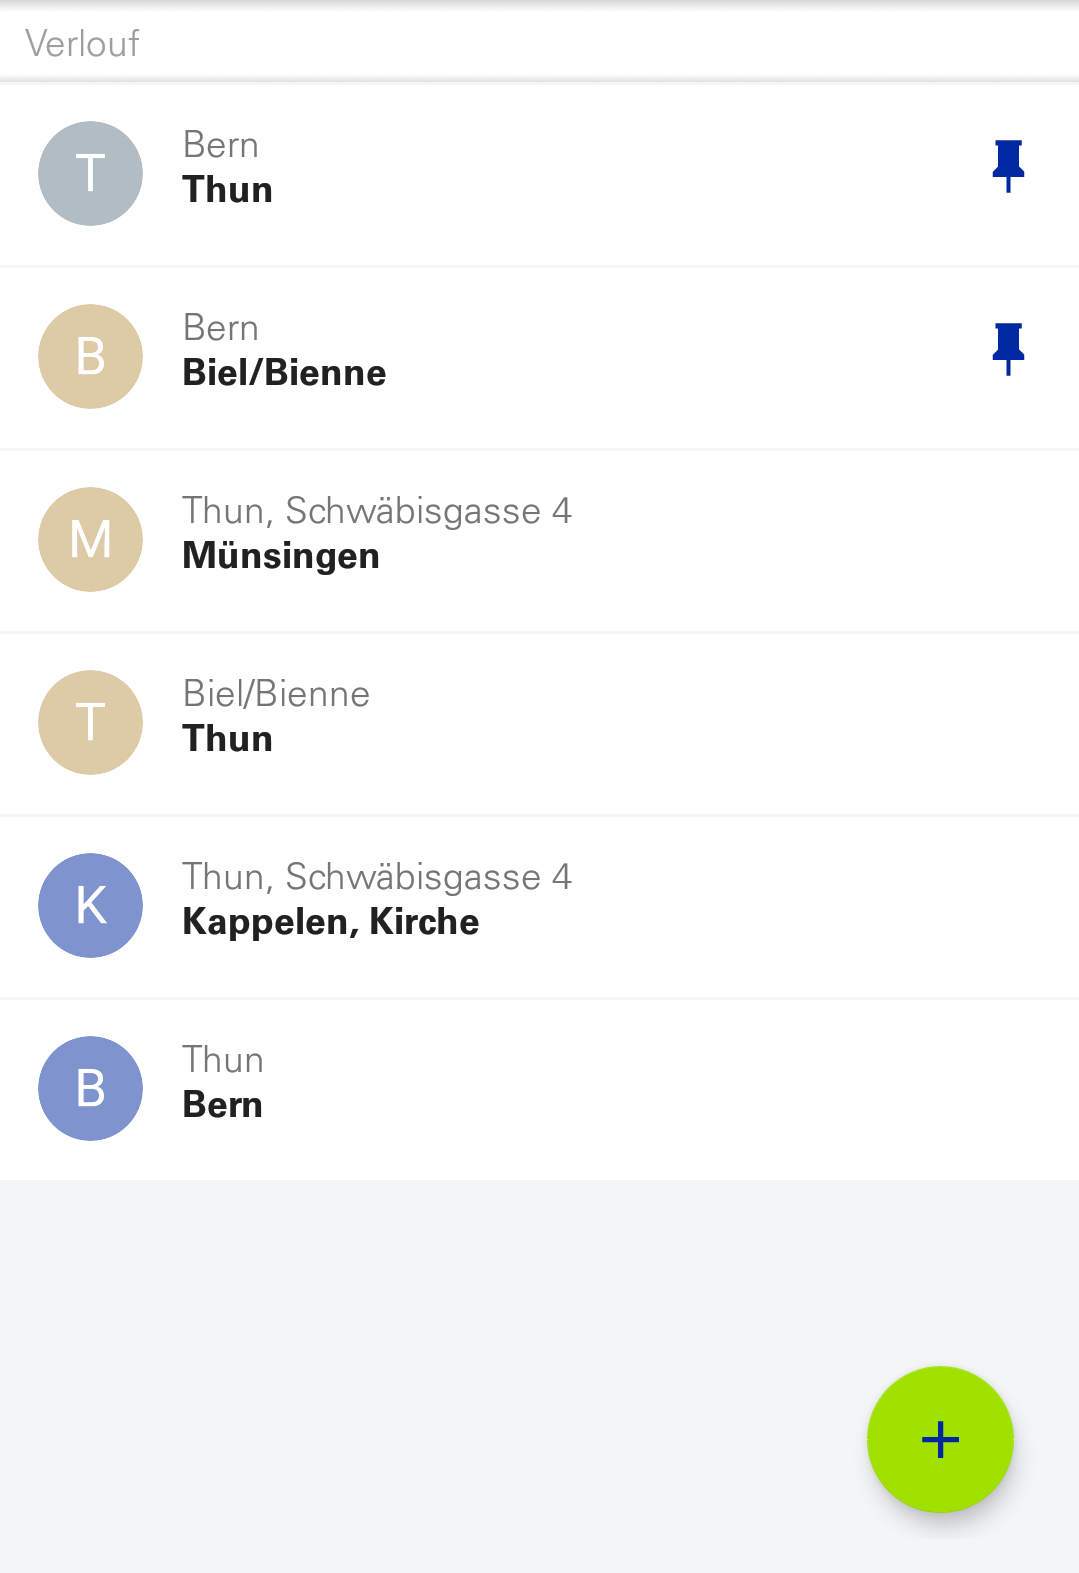 Verlouf
T
Bern
Thun
B
Bern
Biel/Bienne
M
Thun, Schwäbisgasse 4
Münsingen
T
Biel/Bienne
Thun
K
Thun, Schwäbisgasse 4
Kappelen, Kirche
B
Thun
Bern
+